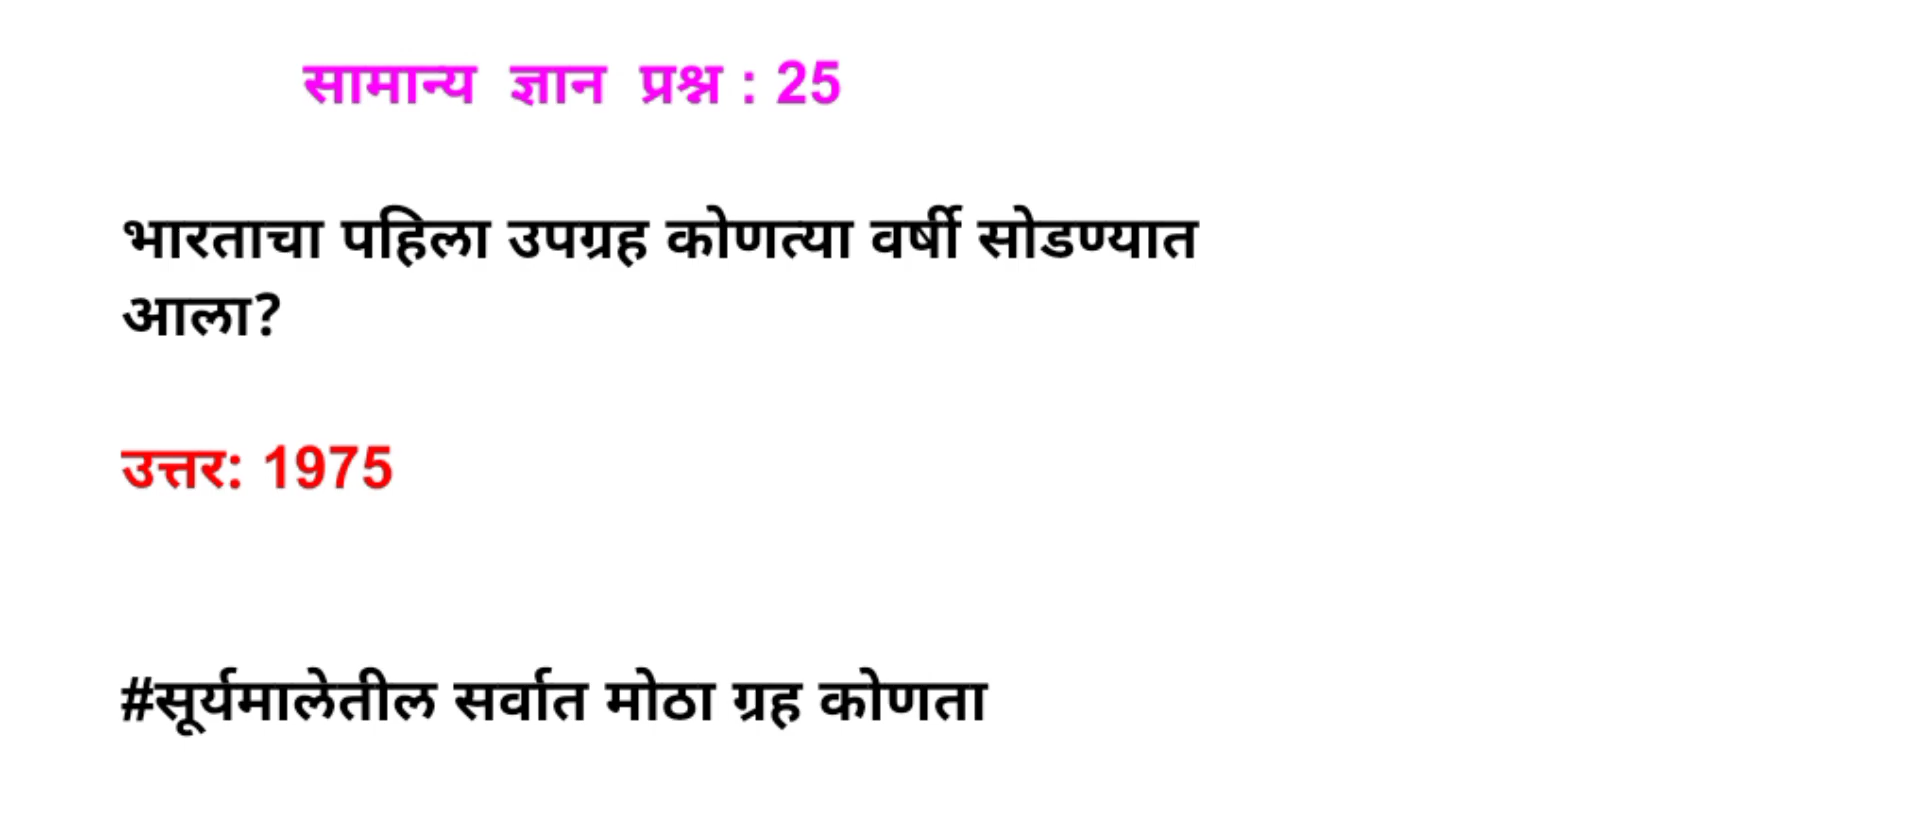 सामान्य ज्ञान प्रश्न : 25
भारताचा पहिला उपग्रह कोणत्या वर्षी सोडण्यात
आला?
उत्तर: 1975
#सूर्यमालेतील सर्वात मोठा ग्रह कोणता